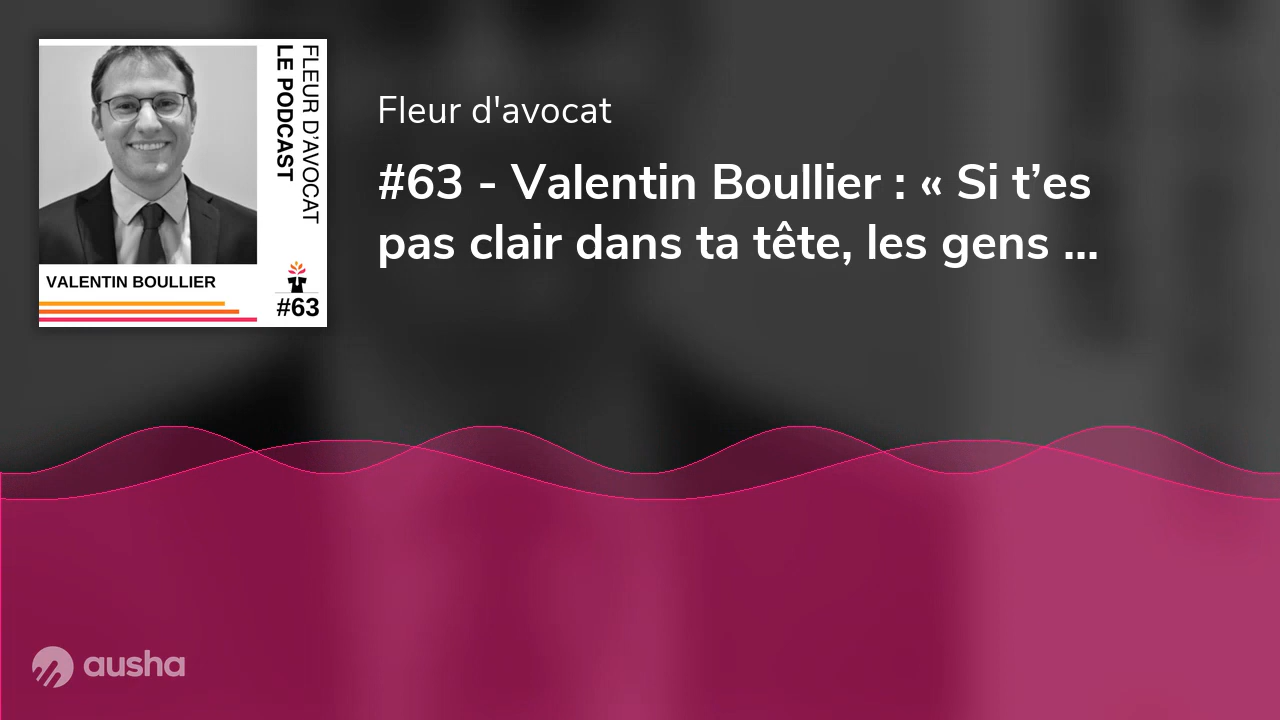 FLEUR D'AVOCAT
LE PODCAST
VALENTIN BOULLIER
#63
Fleur d'avocat
#63 - Valentin Boullier : « Si t’es
pas clair dans ta tête, les gens ...
ausha